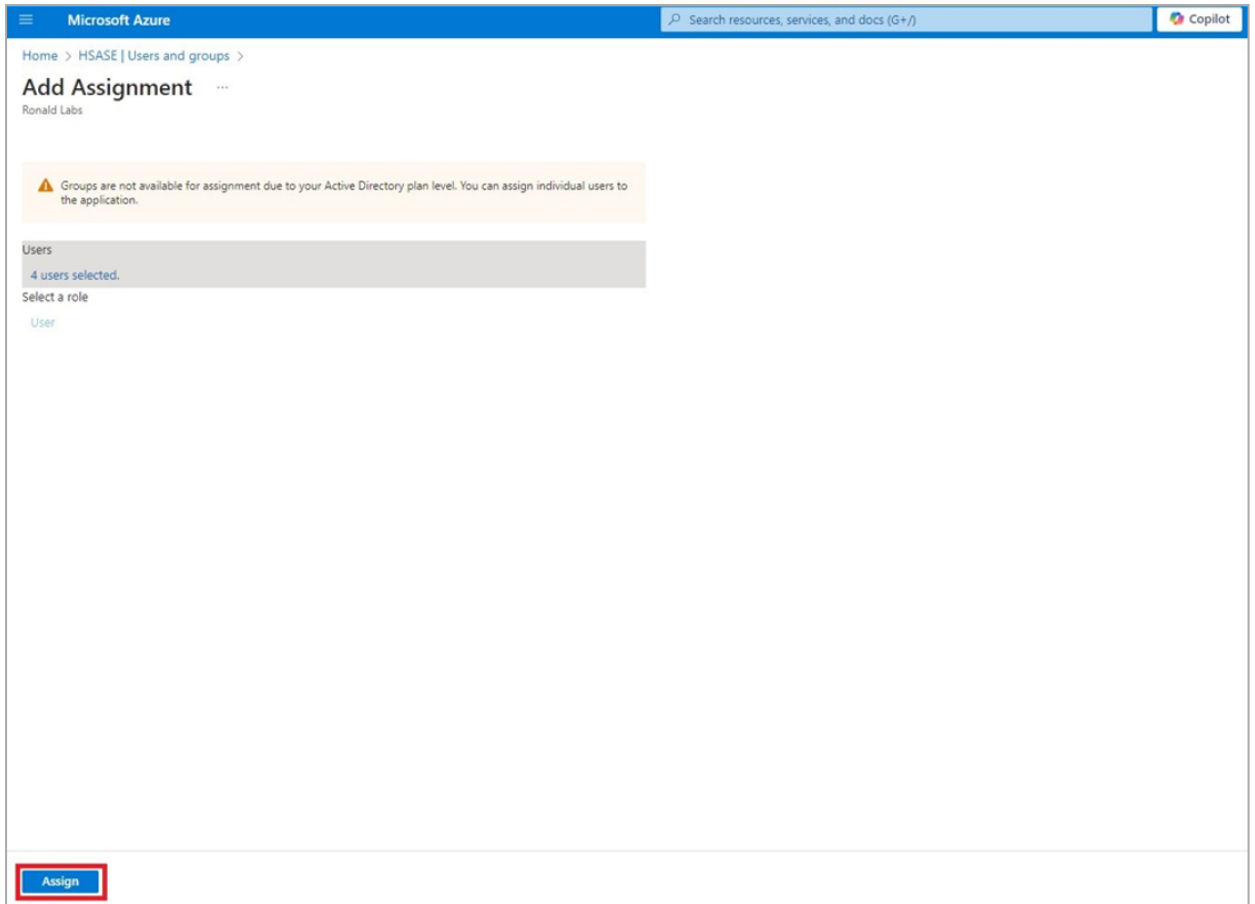 Microsoft Azure
Search resources, services, and docs (G+/)
Copilot
Home > HSASE | Users and groups >
Add Assignment ...
Ronald Labs
Groups are not available for assignment due to your Active Directory plan level. You can assign individual users to
the application.
Users
4 users selected.
Select a role
User
Assign